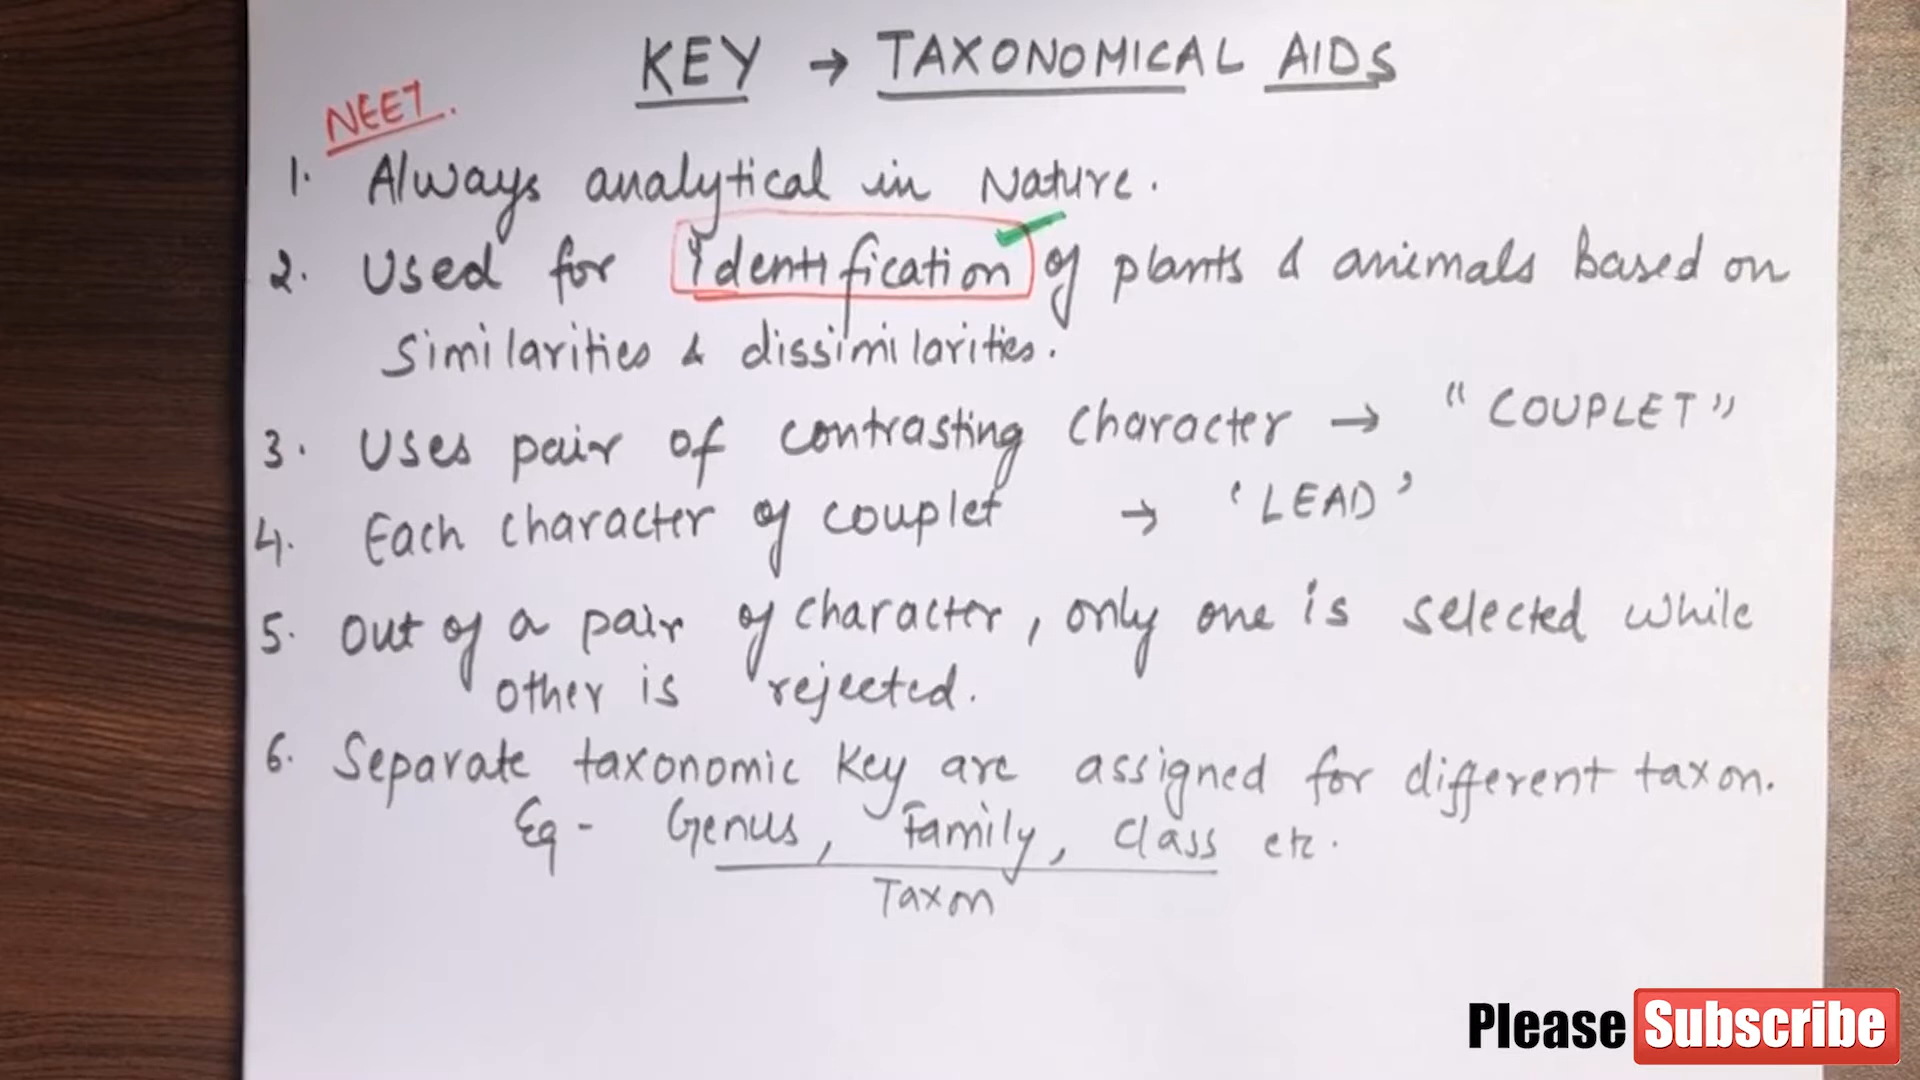 KEY → TAXONOMICAL AIDS
NEET.
1. Always analytical in Nature.
2. Used for Identification of plants & animals based on
similarities & dissimilarities.
3. Uses pair of contrasting character → "COUPLET"
4. Each character of couplet → 'LEAD'
5. Out of a pair of character, only one is selected while
other is rejected.
6. Separate taxonomic key are assigned for different taxon.
Eg - Genus, Family, Class etc.
Taxon
Please Subscribe